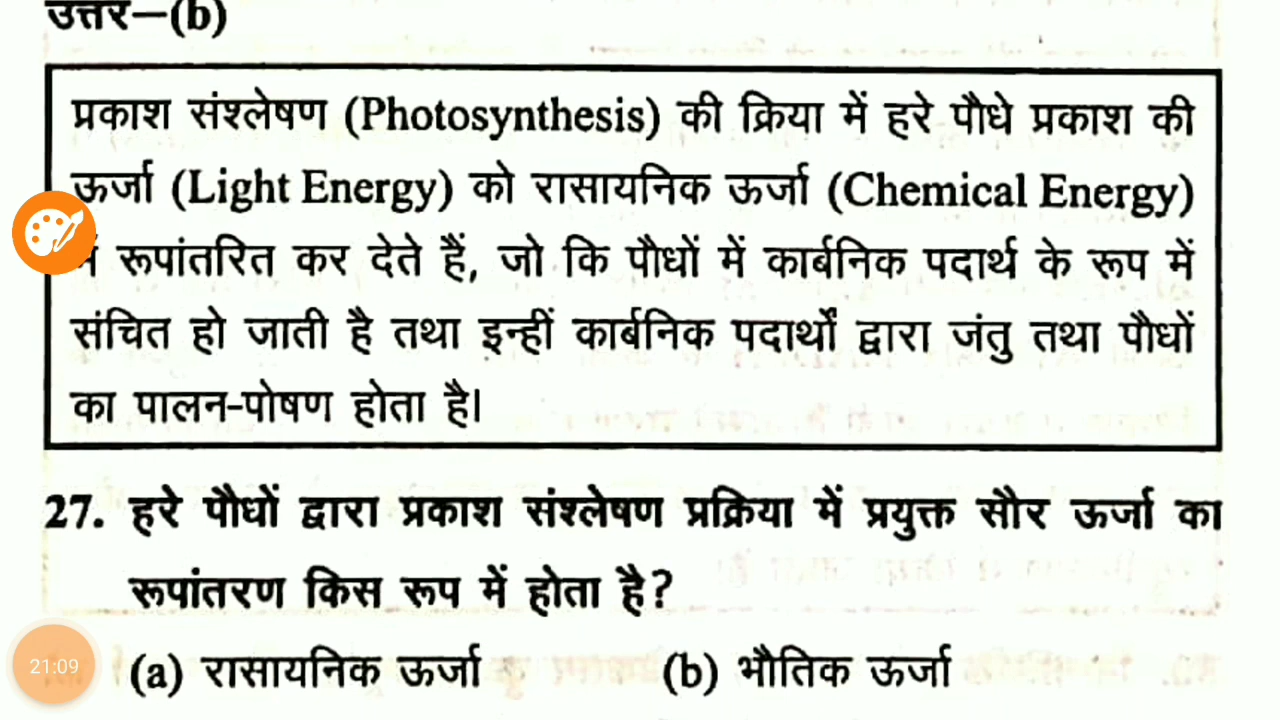 उत्तर–(b)
प्रकाश संश्लेषण (Photosynthesis) की क्रिया में हरे पौधे प्रकाश की
ऊर्जा (Light Energy) को रासायनिक ऊर्जा (Chemical Energy)
में रूपांतरित कर देते हैं, जो कि पौधों में कार्बनिक पदार्थ के रूप में
संचित हो जाती है तथा इन्हीं कार्बनिक पदार्थों द्वारा जंतु तथा पौधों
का पालन-पोषण होता है।
27. हरे पौधों द्वारा प्रकाश संश्लेषण प्रक्रिया में प्रयुक्त सौर ऊर्जा का
रूपांतरण किस रूप में होता है?
21:09
(a) रासायनिक ऊर्जा (b) भौतिक ऊर्जा